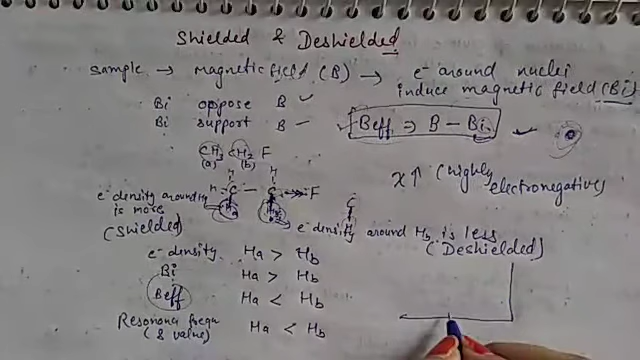 Shielded & Deshielded
Sample → Magnetic field (B) → e⁻ around nuclei
induce magnetic field (Bi)
Bi oppose B ✓
Bi support B –
Beff ⇒ B – Bi
CH3 CH2 F
(a) (b)
x↑ (highly
electronegative)
H H
H – C – C → F
e⁻ density around
is more
(Shielded)
C
H
e⁻ density around Hb is less
(Deshielded)
e⁻ density Ha > Hb
Bi Ha > Hb
Beff Ha < Hb
Resonance frequ Ha < Hb
(δ value)